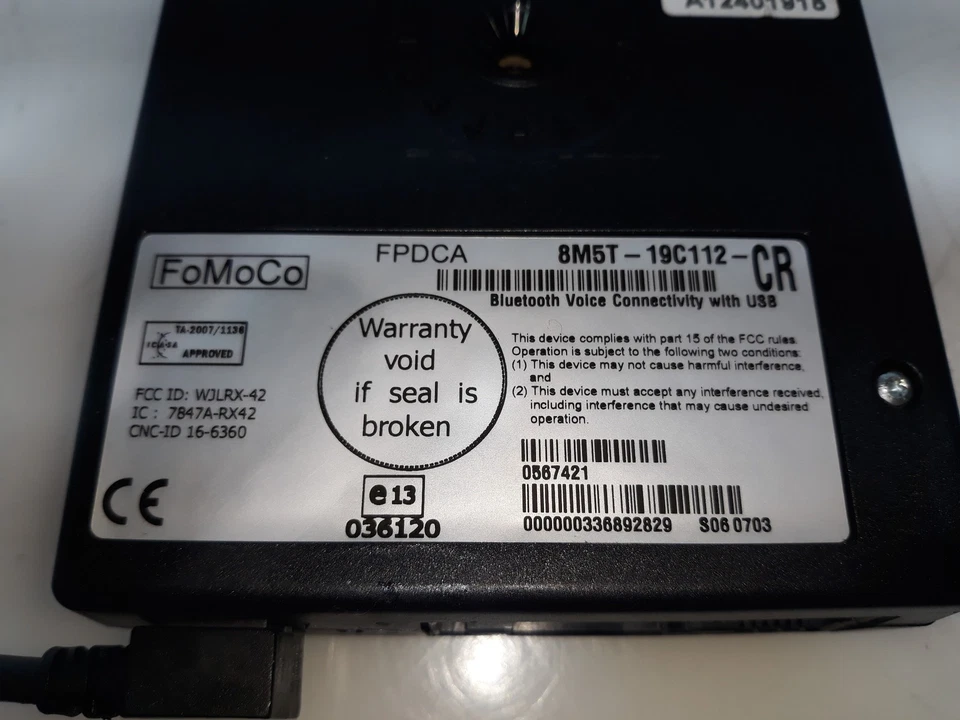 A12401918
FoMoCo
FPDCA
8M5T-19C112-CR
Bluetooth Voice Connectivity with USB
TA-2007/1136
APPROVED
FCC ID: WJLRX-42
IC : 7847A-RX42
CNC-ID 16-6360
Warranty
void
if seal is
broken
This device complies with part 15 of the FCC rules.
Operation is subject to the following two conditions:
(1) This device may not cause harmful interference,
and
(2) This device must accept any interference received,
including interference that may cause undesired
operation.
CE
e13
036120
0567421
000000336892829 S06 0703